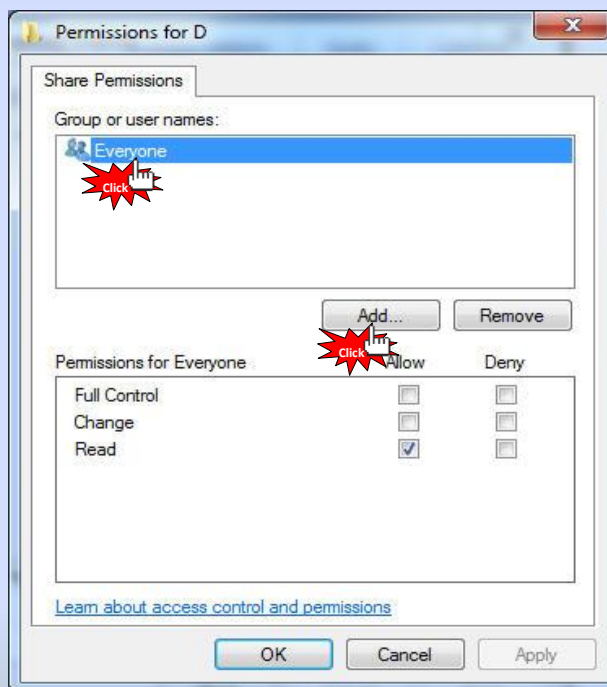 Permissions for D
Share Permissions
Group or user names:
Everyone
Click
Add...
Remove
Click
Permissions for Everyone
Allow
Deny
Full Control
Change
Read
Learn about access control and permissions
OK
Cancel
Apply